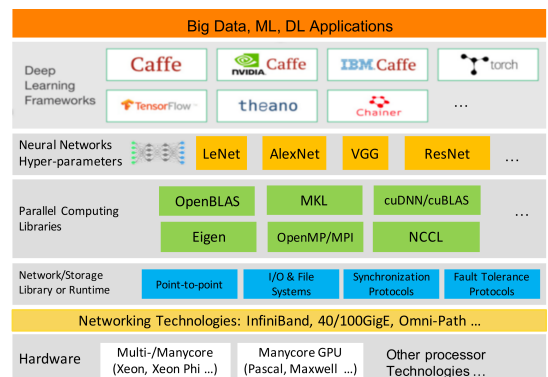 Big Data, ML, DL Applications
Deep
Learning
Frameworks
Caffe
NVIDIA. Caffe
IBM Caffe
torch
TensorFlow
theano
Chainer
...
Neural Networks
Hyper-parameters
LeNet
AlexNet
VGG
ResNet
...
Parallel Computing
Libraries
OpenBLAS
MKL
cuDNN/cuBLAS
...
Eigen
OpenMP/MPI
NCCL
Network/Storage
Library or Runtime
Point-to-point
I/O & File
Systems
Synchronization
Protocols
Fault Tolerance
Protocols
Networking Technologies: InfiniBand, 40/100GigE, Omni-Path ...
Hardware
Multi-/Manycore
(Xeon, Xeon Phi ...)
Manycore GPU
(Pascal, Maxwell ...)
Other processor
Technologies ...